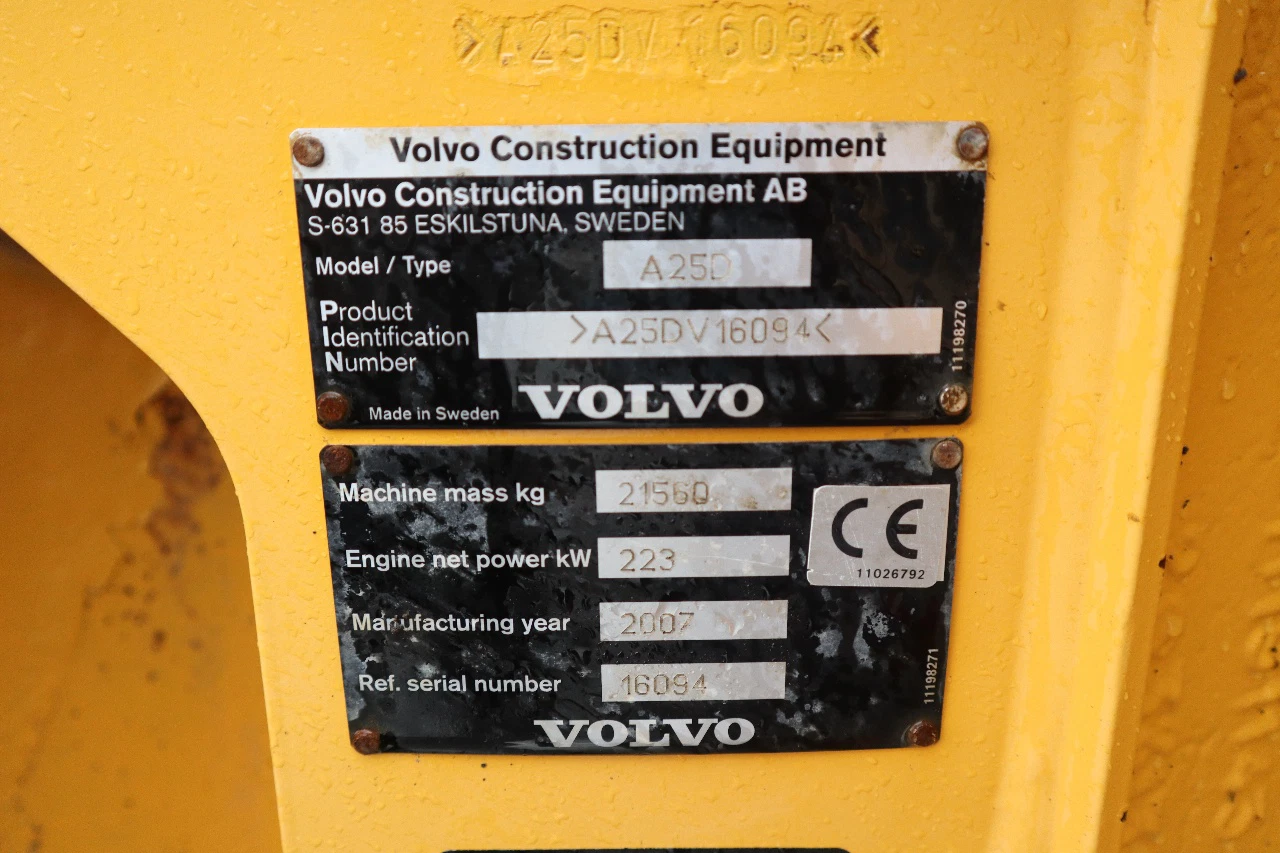 >A25DV16094<
Volvo Construction Equipment
Volvo Construction Equipment AB
S-631 85 ESKILSTUNA, SWEDEN
Model / Type A25D
Product
Identification
Number
>A25DV16094<
11198270
Made in Sweden VOLVO
Machine mass kg 21560
CE
11026792
Engine net power kW 223
Manufacturing year 2007
Ref. serial number 16094
11198271
VOLVO